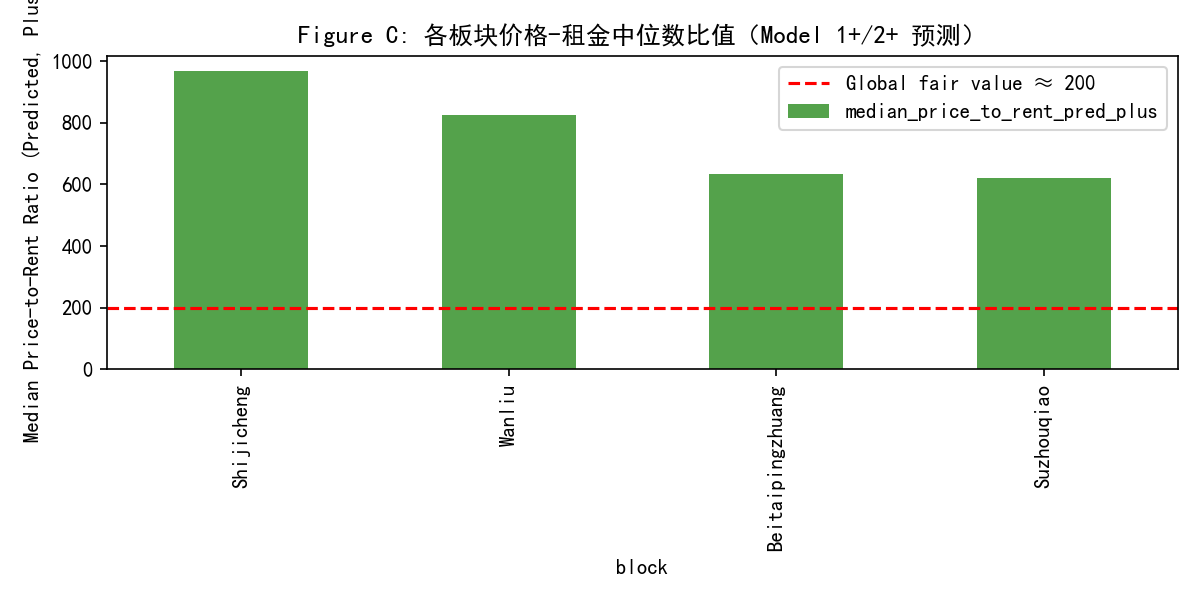 Figure C: 各板块价格-租金中位数比值（Model 1+/2+ 预测）
Median Price-to-Rent Ratio (Predicted, Plus
1000
800
600
400
200
0
Global fair value ≈ 200
median_price_to_rent_pred_plus
Shijicheng
Wanliu
Beitaipingzhuang
Suzhouqiao
block